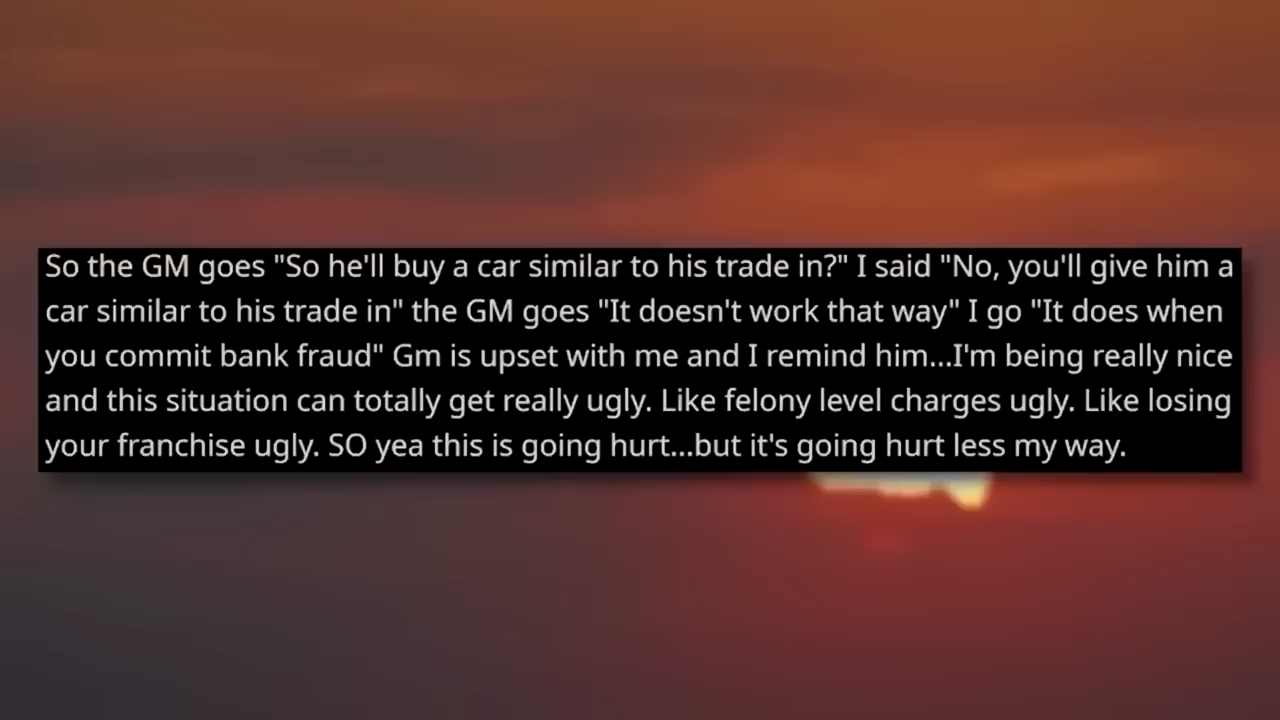 So the GM goes "So he'll buy a car similar to his trade in?" I said "No, you'll give him a
car similar to his trade in" the GM goes "It doesn't work that way" I go "It does when
you commit bank fraud" Gm is upset with me and I remind him...I'm being really nice
and this situation can totally get really ugly. Like felony level charges ugly. Like losing
your franchise ugly. SO yea this is going hurt...but it's going hurt less my way.